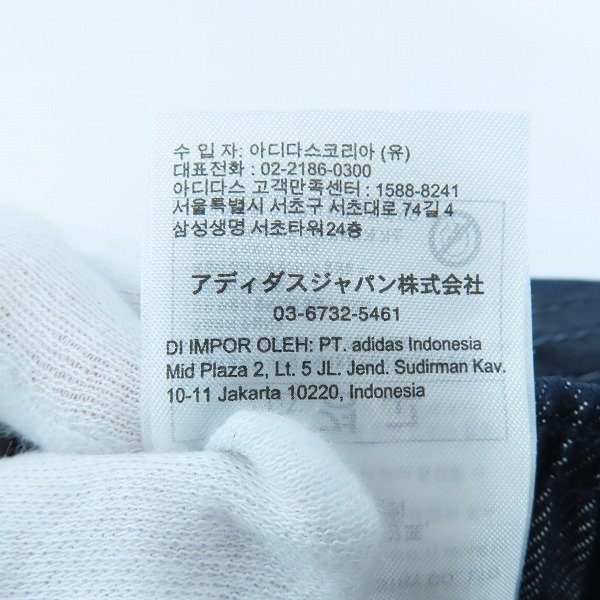 수 입 자: 아디다스코리아 (유)
대표전화 : 02-2186-0300
아디다스 고객만족센터 : 1588-8241
서울특별시 서초구 서초대로 74길 4
삼성생명 서초타워24층
アディダスジャパン株式会社
03-6732-5461
DI IMPOR OLEH: PT. adidas Indonesia
Mid Plaza 2, Lt. 5 JL. Jend. Sudirman Kav.
10-11 Jakarta 10220, Indonesia